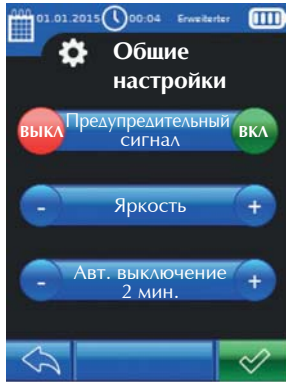 01.01.2015 00:04 Erweiterter
Общие
настройки
ВЫКЛ Предупредительный ВКЛ
сигнал
- Яркость +
- Авт. выключение +
2 мин.